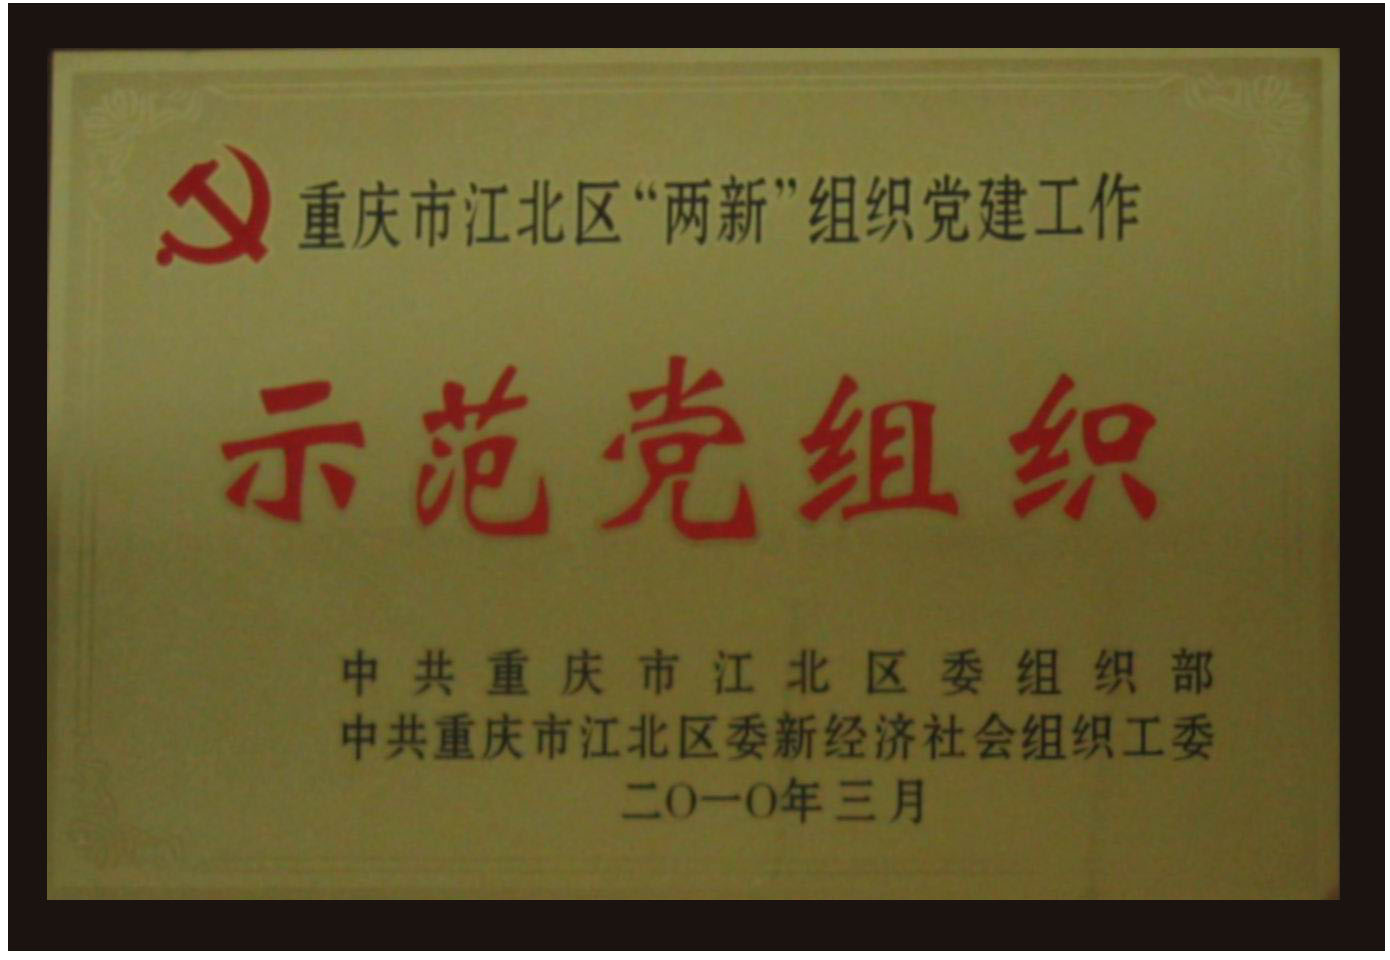 重庆市江北区“两新”组织党建工作
示范党组织
中共重庆市江北区委组织部
中共重庆市江北区委新经济社会组织工委
二〇一〇年三月